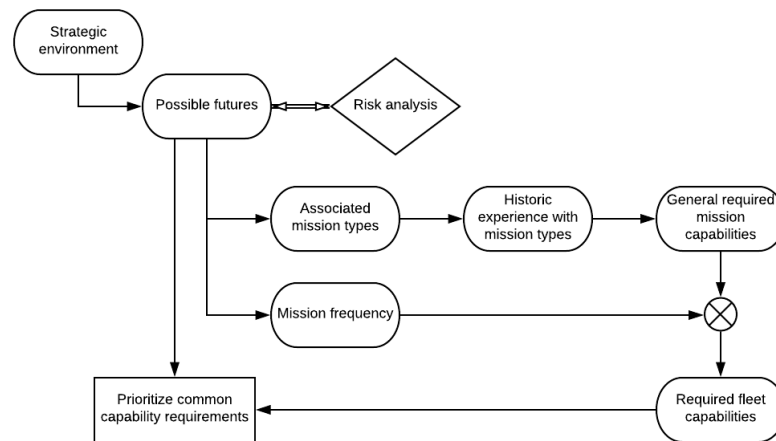 Strategic
environment
Possible futures
Risk analysis
Associated
mission types
Historic
experience with
mission types
General required
mission
capabilities
Mission frequency
Prioritize common
capability requirements
Required fleet
capabilities